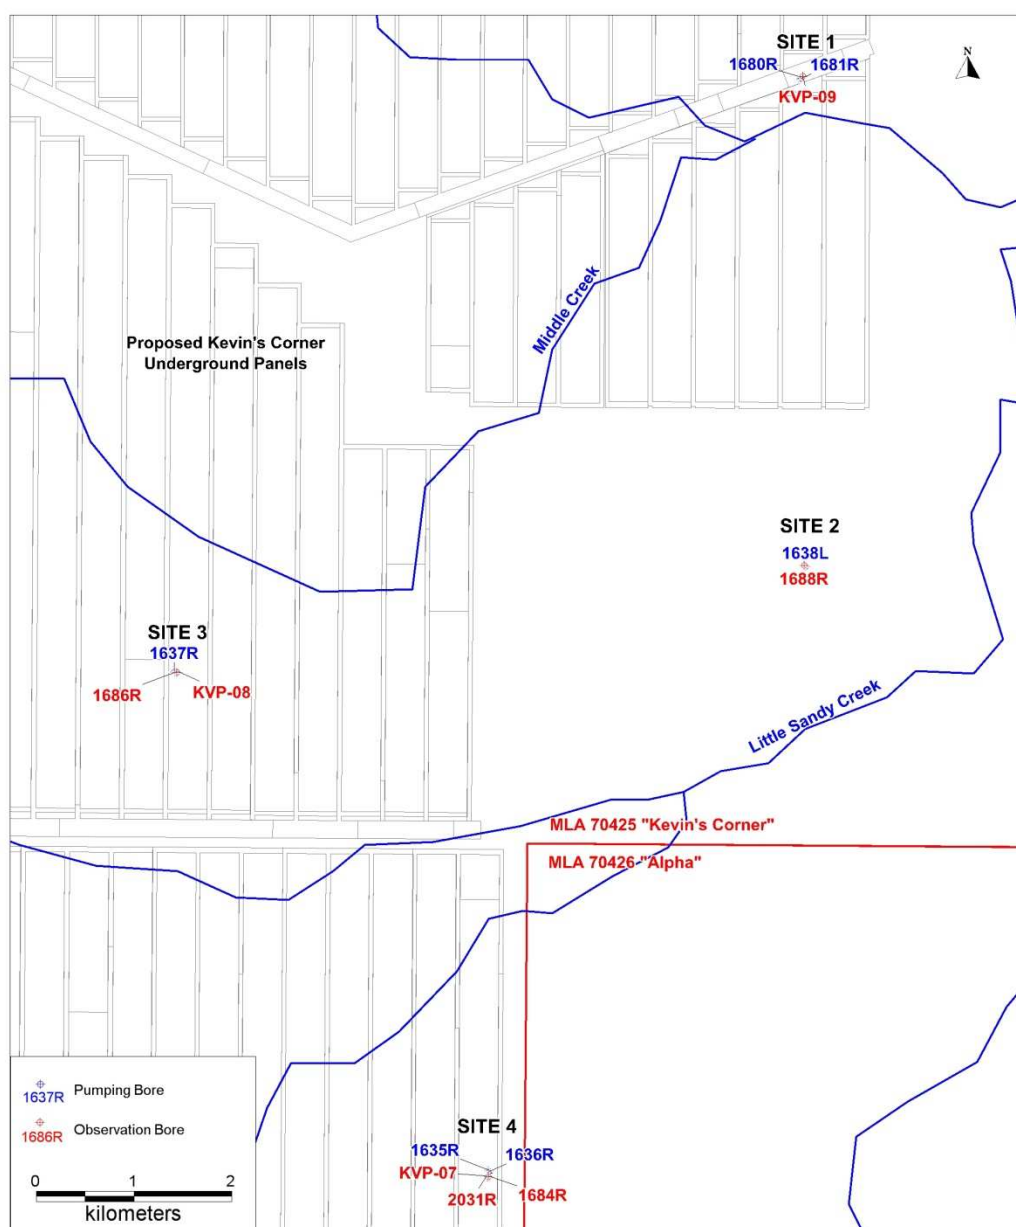 SITE 1
1680R
1681R
KVP-09
N
Middle Creek
Proposed Kevin's Corner
Underground Panels
SITE 2
1638L
1688R
SITE 3
1637R
1686R
KVP-08
Little Sandy Creek
MLA 70425 "Kevin's Corner"
MLA 70426 "Alpha"
SITE 4
1635R
1636R
KVP-07
2031R
1684R
1637R Pumping Bore
1686R Observation Bore
0 1 2
kilometers